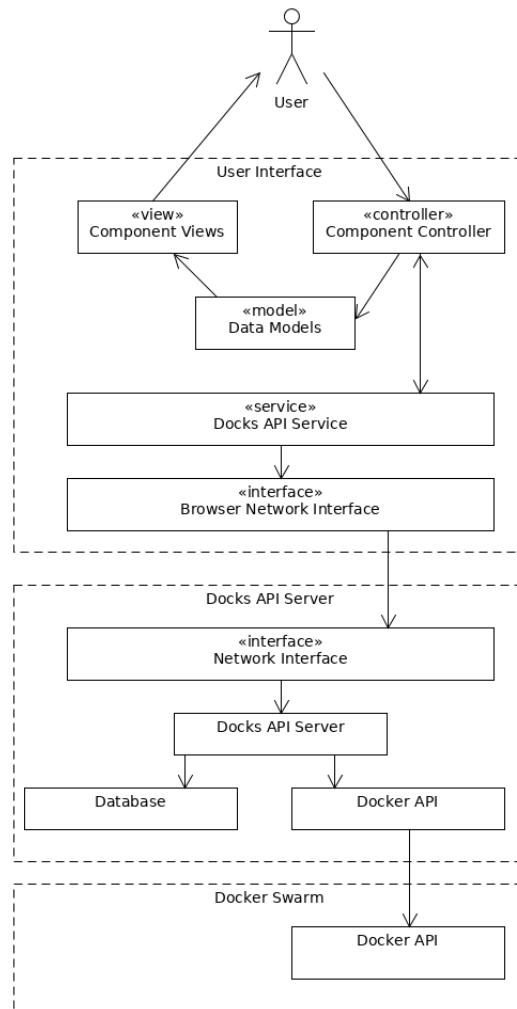 User
User Interface
«view»
Component Views
«controller»
Component Controller
«model»
Data Models
«service»
Docks API Service
«interface»
Browser Network Interface
Docks API Server
«interface»
Network Interface
Docks API Server
Database
Docker API
Docker Swarm
Docker API